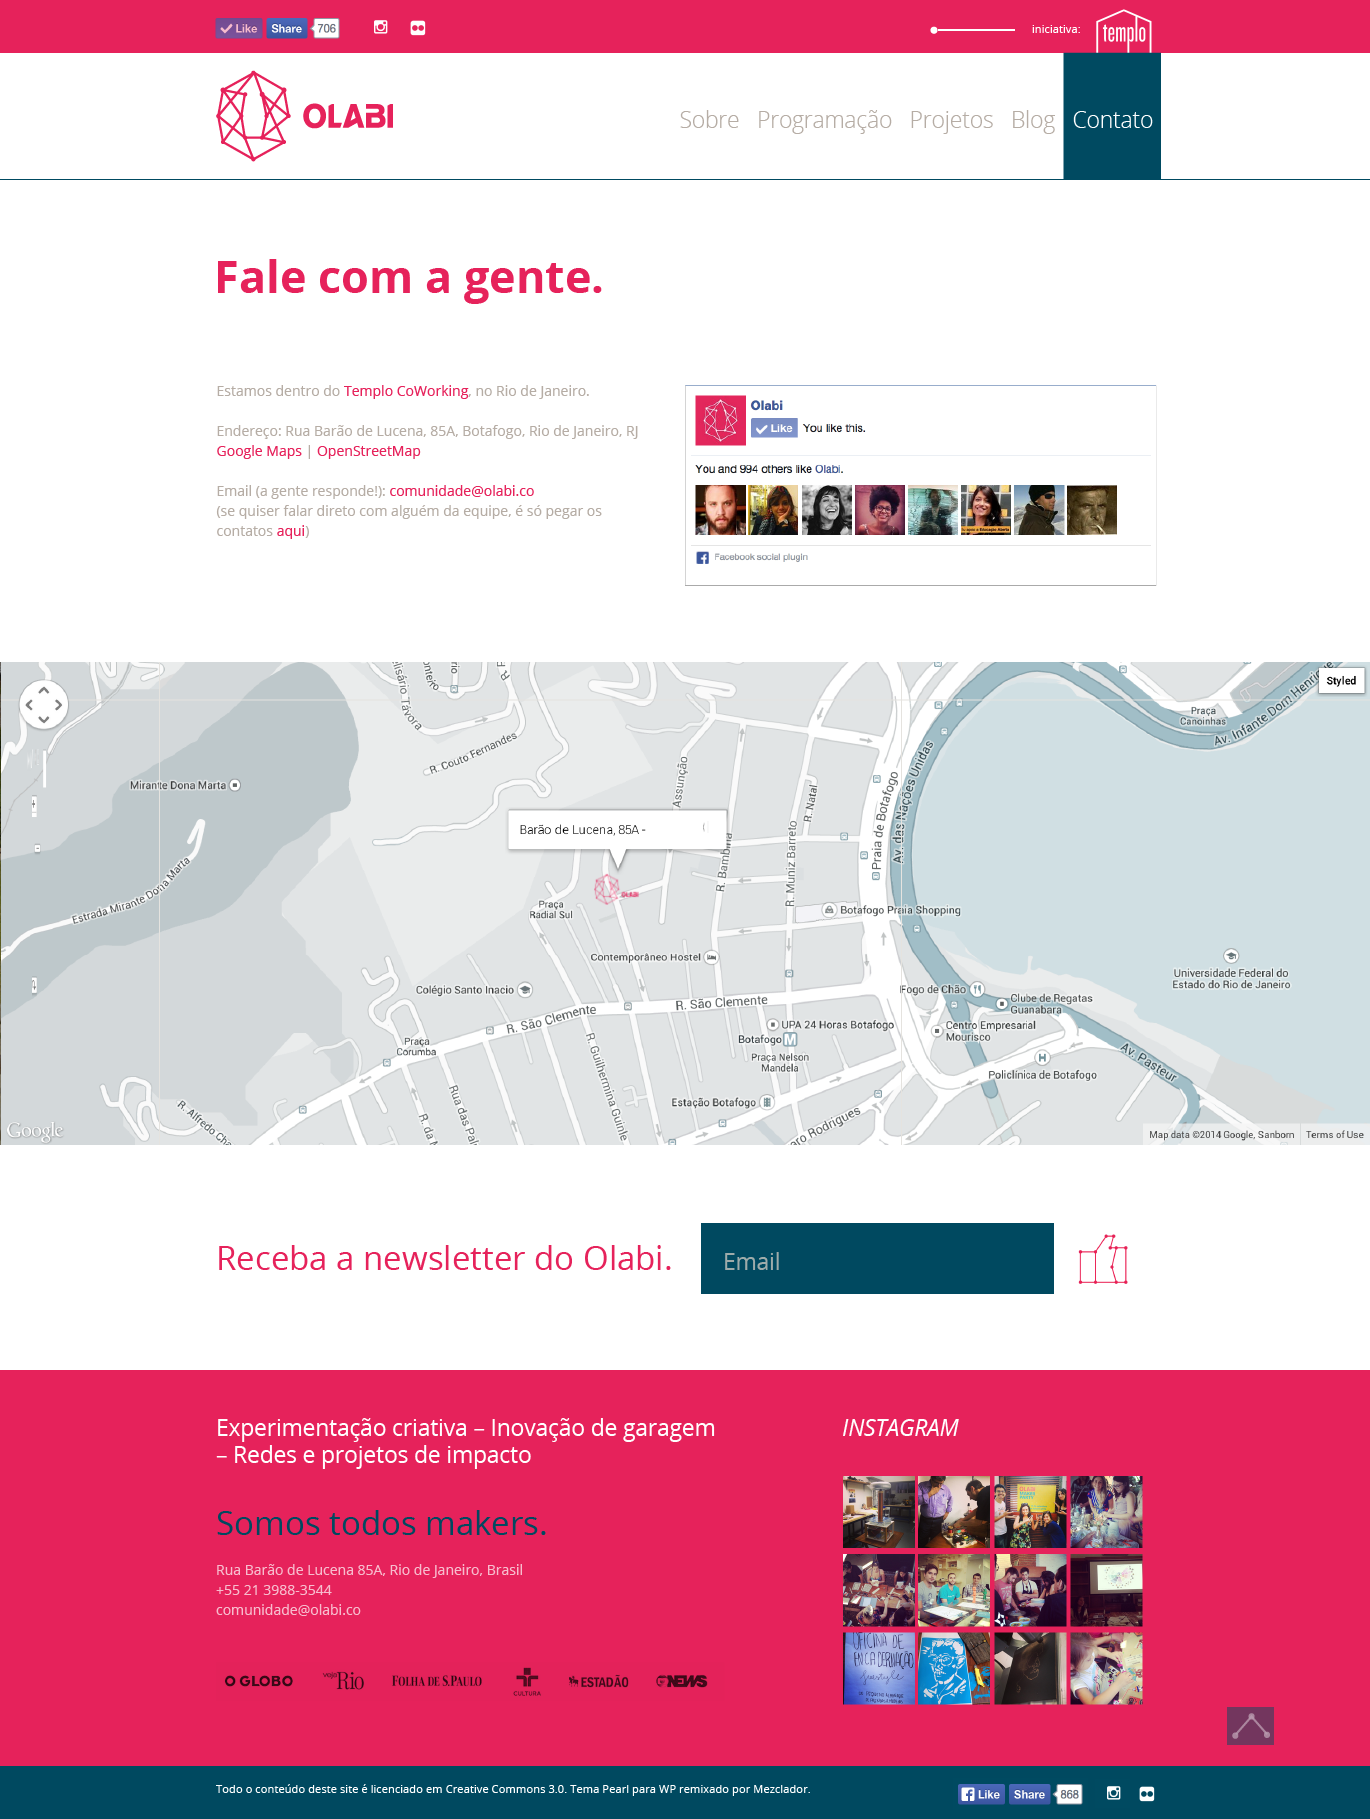 Like Share 706
iniciativa: templo
OLABI
Sobre Programação Projetos Blog Contato
Fale com a gente.
Estamos dentro do Templo CoWorking, no Rio de Janeiro.
Endereço: Rua Barão de Lucena, 85A, Botafogo, Rio de Janeiro, RJ
Google Maps | OpenStreetMap
Email (a gente responde!): comunidade@olabi.co
(se quiser falar direto com alguém da equipe, é só pegar os
contatos aqui)
Olabi
Like You like this.
You and 994 others like Olabi.
Facebook social plugin
Styled
Praça
Canoinhas
Av. Infante Dom Henrique
R. Couto Fernandes
Távora
Assunção
R. Natal
Praia de Botafogo
Av. das Nações Unidas
Mirante Dona Marta
Barão de Lucena, 85A -
R. Bambina
R. Muniz Barreto
Estrada Mirante Dona Marta
OLABI
Praça
Radial Sul
Botafogo Praia Shopping
Contemporâneo Hostel
Universidade Federal do
Estado do Rio de Janeiro
Colégio Santo Inacio
Fogo de Chão
R. São Clemente
R. São Clemente
Clube de Regatas
Guanabara
UPA 24 Horas Botafogo
Centro Empresarial
Mourisco
Botafogo
Praça
Corumba
Praça Nelson
Mandela
R. Guilhermina Guinle
Av. Pasteur
Policlínica de Botafogo
Estação Botafogo
Rua das Pal
R. Alfredo Cha
R. da M
ro Rodrigues
Google
Map data ©2014 Google, Sanborn Terms of Use
Receba a newsletter do Olabi.
Email
Experimentação criativa – Inovação de garagem
– Redes e projetos de impacto
INSTAGRAM
Somos todos makers.
Rua Barão de Lucena 85A, Rio de Janeiro, Brasil
+55 21 3988-3544
comunidade@olabi.co
O GLOBO
veja Rio
FOLHA DE S.PAULO
CULTURA
ESTADÃO
NEWS
OFICINA DE
Todo o conteúdo deste site é licenciado em Creative Commons 3.0. Tema Pearl para WP remixado por Mezclador.
Like Share 868